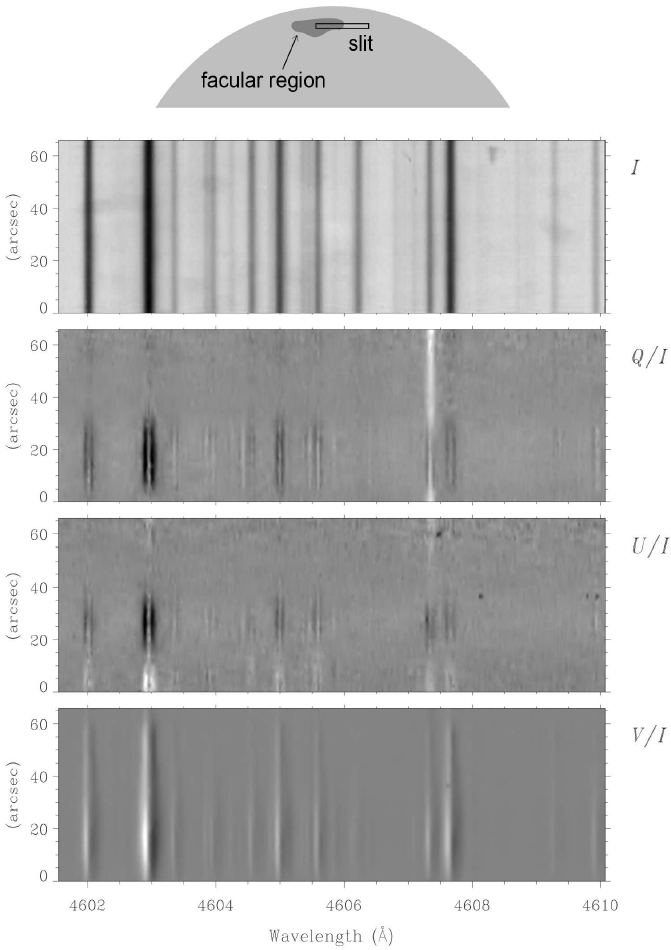 slit
facular region
60
40
20
0
(arcsec)
I
60
40
20
0
(arcsec)
Q/I
60
40
20
0
(arcsec)
U/I
60
40
20
0
(arcsec)
V/I
4602 4604 4606 4608 4610
Wavelength (Å)